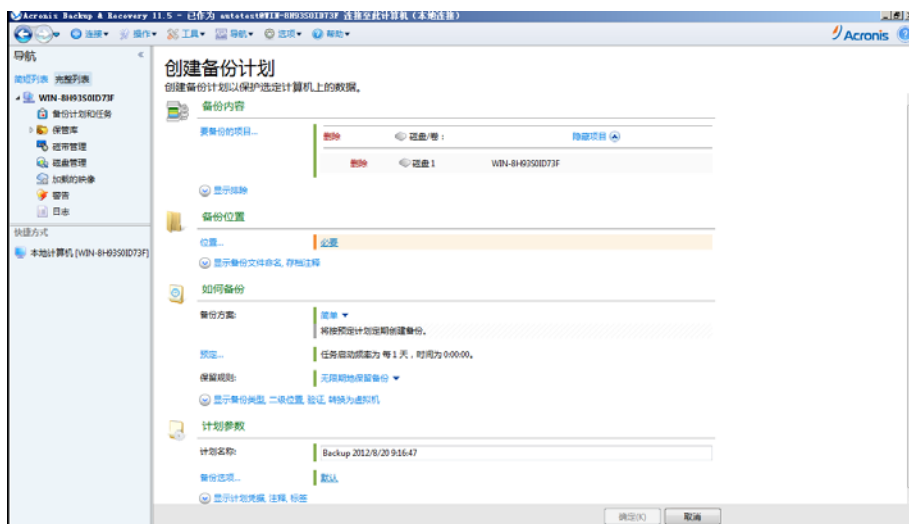 Acronis Backup & Recovery 11.5 - 已作为 autotest@WIN-8H93S0ID73F 连接至此计算机 (本地连接)
连接 操作 工具 导航 选项 帮助 Acronis
导航
简短列表 完整列表
WIN-8H93S0ID73F
备份计划和任务
保管库
磁带管理
磁盘管理
加载的映像
警告
日志
快捷方式
本地计算机 (WIN-8H93S0ID73F)
创建备份计划
创建备份计划以保护选定计算机上的数据。
备份内容
要备份的项目...
删除 磁盘/卷: 隐藏项目
删除 磁盘 1 WIN-8H93S0ID73F
显示排除
备份位置
位置... 必要
显示备份文件命名, 存档注释
如何备份
备份方案: 简单
将按预定计划定期创建备份。
预定... 任务启动频率为 每 1 天，时间为 0:00:00。
保留规则: 无限期地保留备份
显示备份类型, 二级位置, 验证, 转换为虚拟机
计划参数
计划名称: Backup 2012/8/20 9:16:47
备份选项... 默认
显示计划凭据, 注释, 标签
确定(K) 取消